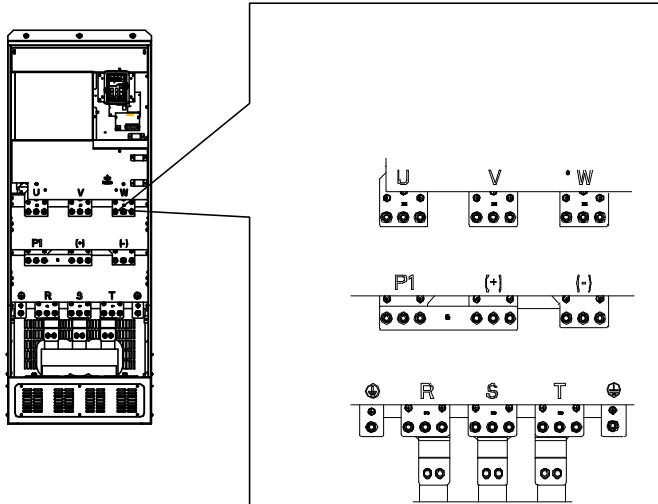 U V W
P1 (+) (-)
R S T
U V W
P1 (+) (-)
R S T